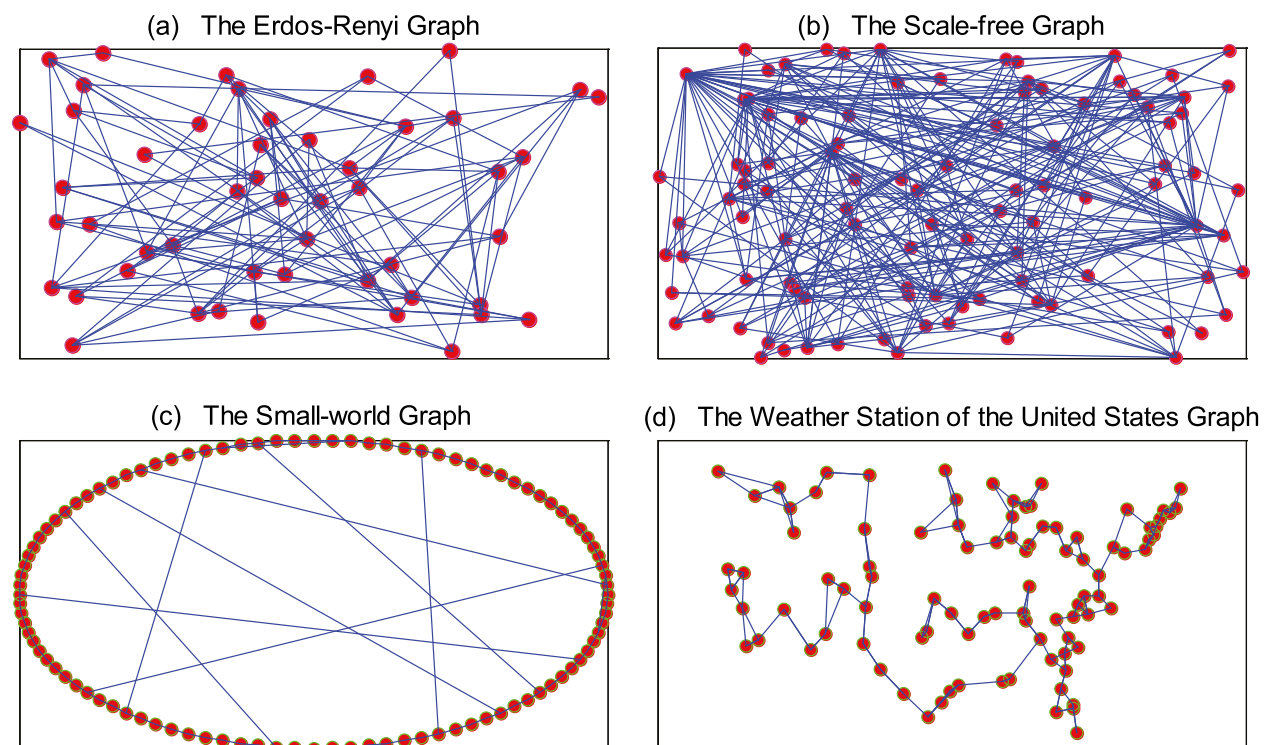 (a) The Erdos-Renyi Graph
(b) The Scale-free Graph
(c) The Small-world Graph
(d) The Weather Station of the United States Graph